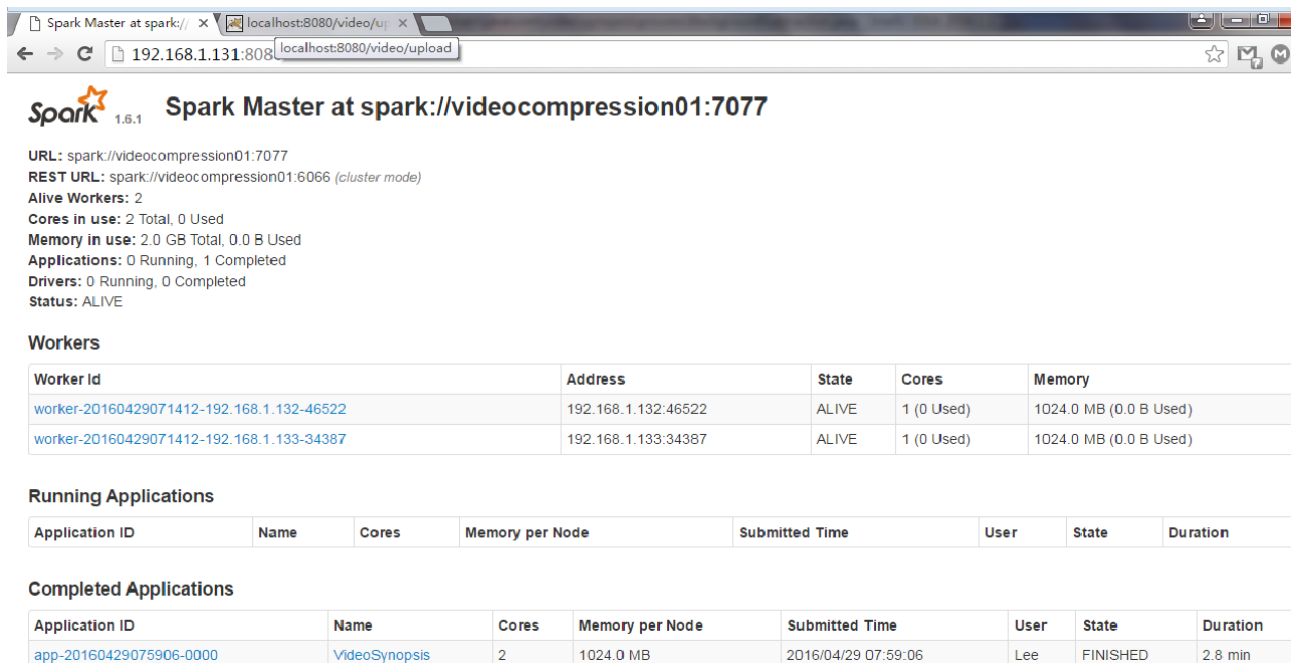 Spark Master at spark://
localhost:8080/video/up
192.168.1.131:808
localhost:8080/video/upload
Spark 1.6.1 Spark Master at spark://videocompression01:7077
URL: spark://videocompression01:7077
REST URL: spark://videocompression01:6066 (cluster mode)
Alive Workers: 2
Cores in use: 2 Total, 0 Used
Memory in use: 2.0 GB Total, 0.0 B Used
Applications: 0 Running, 1 Completed
Drivers: 0 Running, 0 Completed
Status: ALIVE
Workers
Worker Id Address State Cores Memory
worker-20160429071412-192.168.1.132-46522 192.168.1.132:46522 ALIVE 1 (0 Used) 1024.0 MB (0.0 B Used)
worker-20160429071412-192.168.1.133-34387 192.168.1.133:34387 ALIVE 1 (0 Used) 1024.0 MB (0.0 B Used)
Running Applications
Application ID Name Cores Memory per Node Submitted Time User State Duration
Completed Applications
Application ID Name Cores Memory per Node Submitted Time User State Duration
app-20160429075906-0000 VideoSynopsis 2 1024.0 MB 2016/04/29 07:59:06 Lee FINISHED 2.8 min